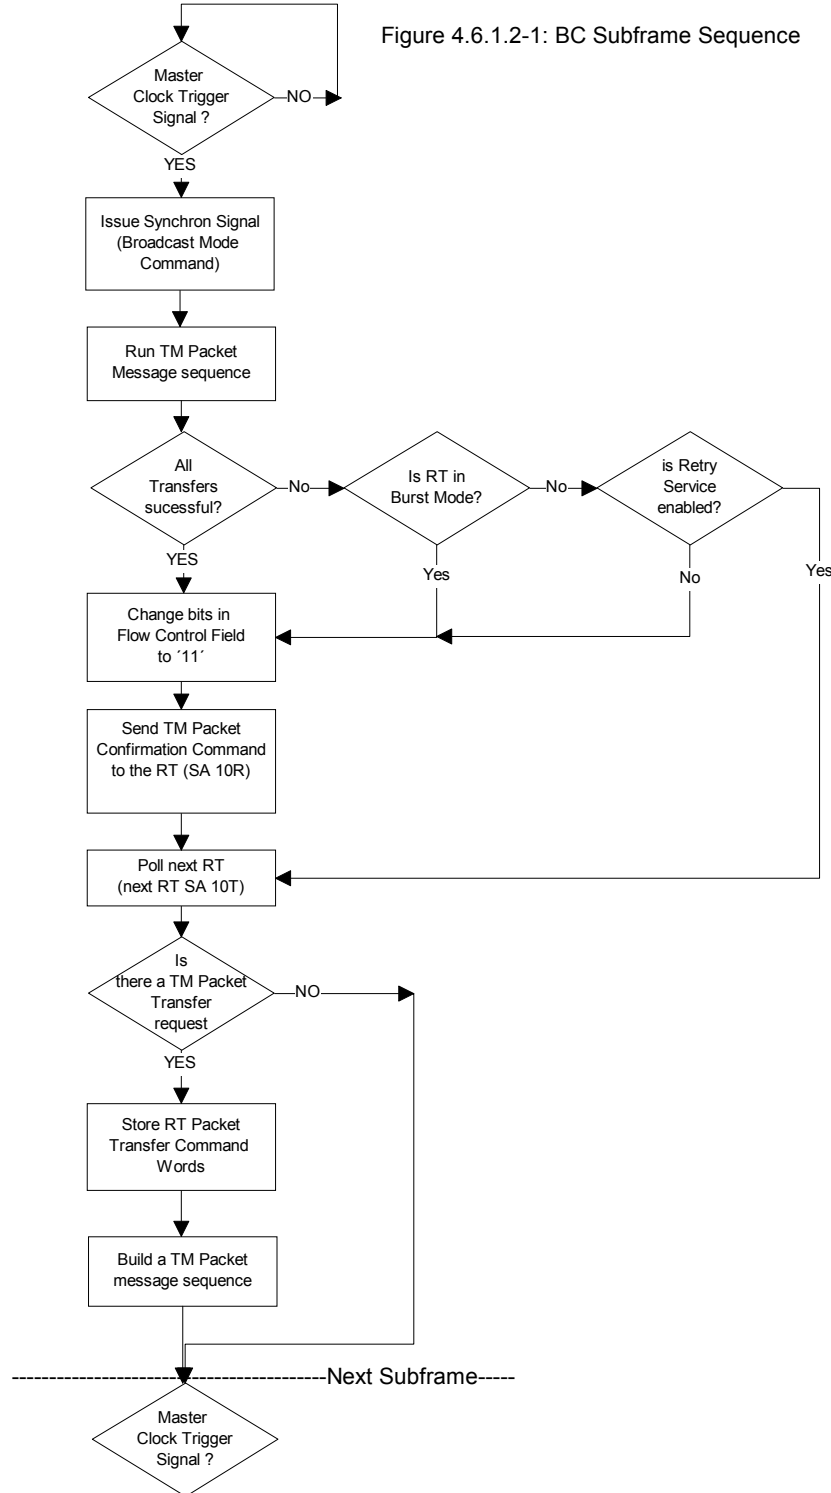 Figure 4.6.1.2-1: BC Subframe Sequence
Master
Clock Trigger
Signal ?
NO
YES
Issue Synchron Signal
(Broadcast Mode
Command)
Run TM Packet
Message sequence
All
Transfers
sucessful?
No
Is RT in
Burst Mode?
No
is Retry
Service
enabled?
YES
Yes
No
Yes
Change bits in
Flow Control Field
to ´11´
Send TM Packet
Confirmation Command
to the RT (SA 10R)
Poll next RT
(next RT SA 10T)
Is
there a TM Packet
Transfer
request
NO
YES
Store RT Packet
Transfer Command
Words
Build a TM Packet
message sequence
Next Subframe
Master
Clock Trigger
Signal ?